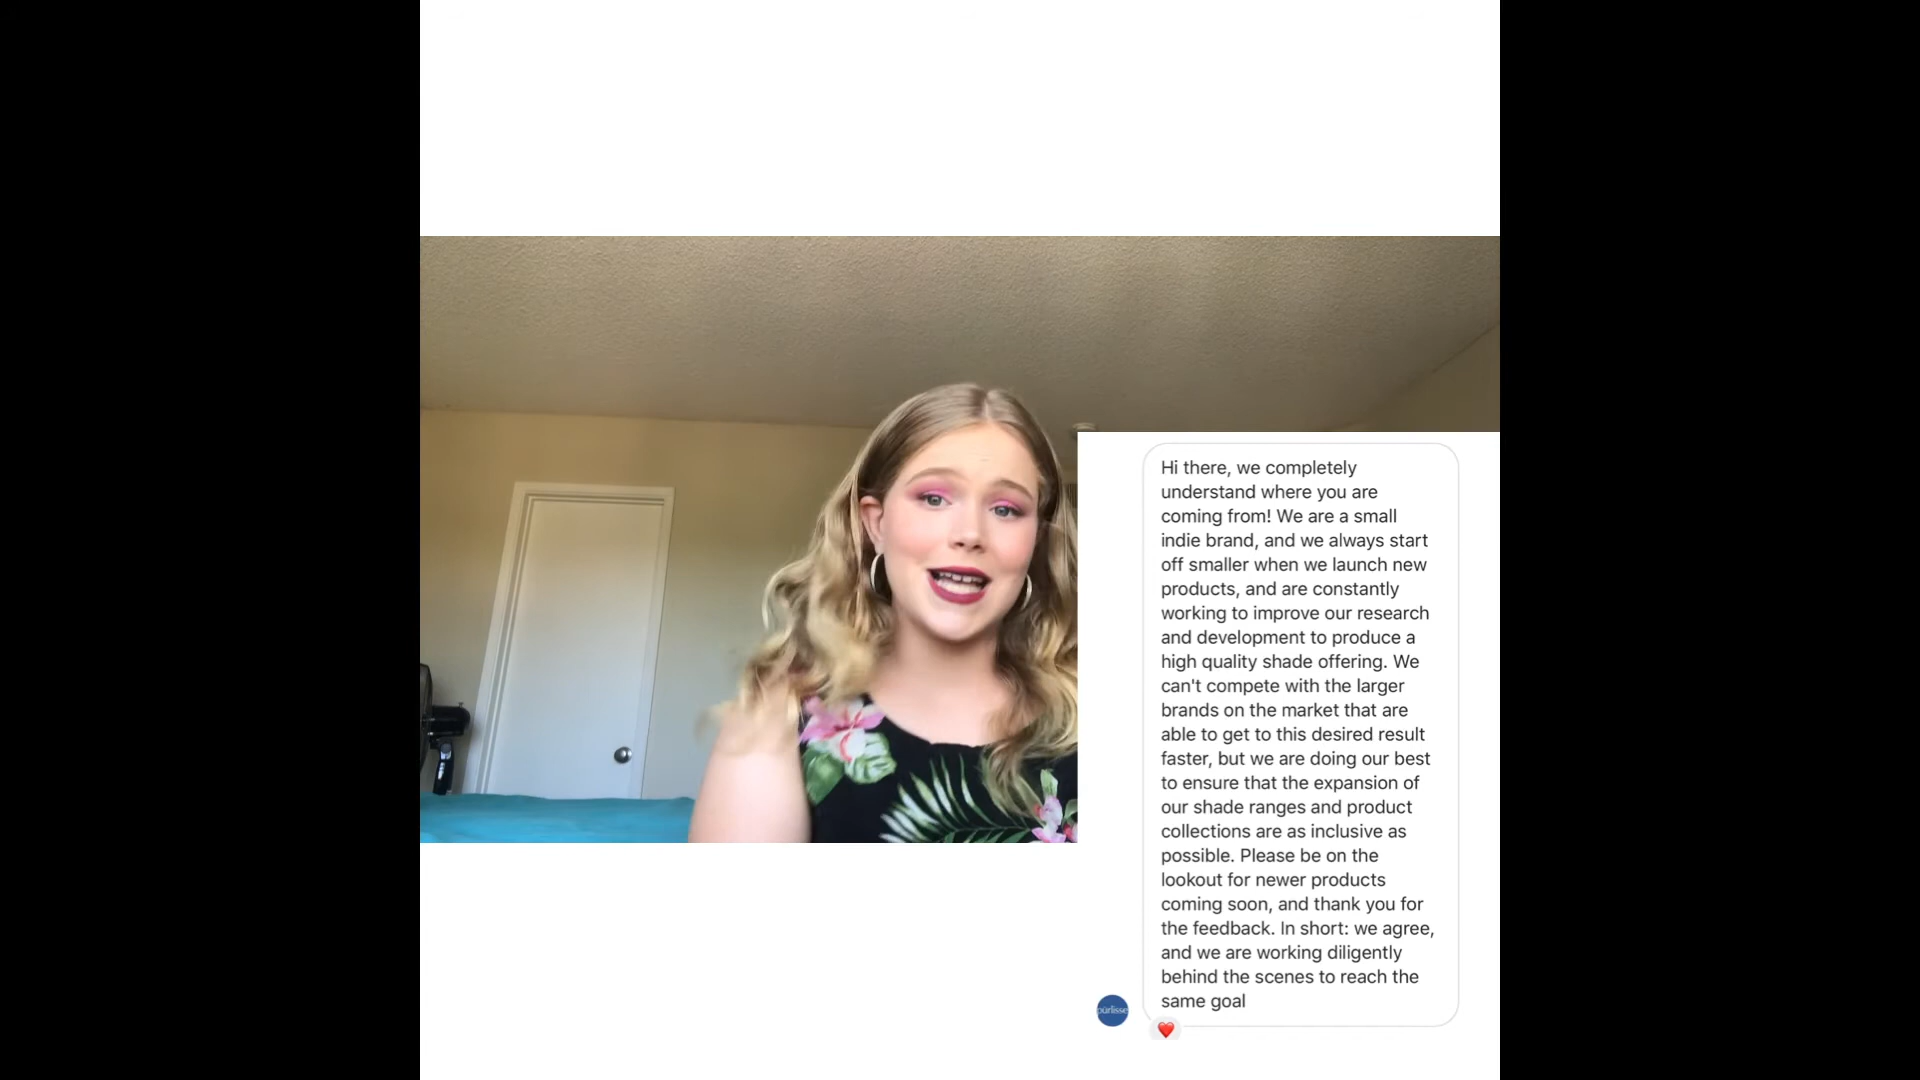 Hi there, we completely
understand where you are
coming from! We are a small
indie brand, and we always start
off smaller when we launch new
products, and are constantly
working to improve our research
and development to produce a
high quality shade offering. We
can't compete with the larger
brands on the market that are
able to get to this desired result
faster, but we are doing our best
to ensure that the expansion of
our shade ranges and product
collections are as inclusive as
possible. Please be on the
lookout for newer products
coming soon, and thank you for
the feedback. In short: we agree,
and we are working diligently
behind the scenes to reach the
same goal
pürlisse